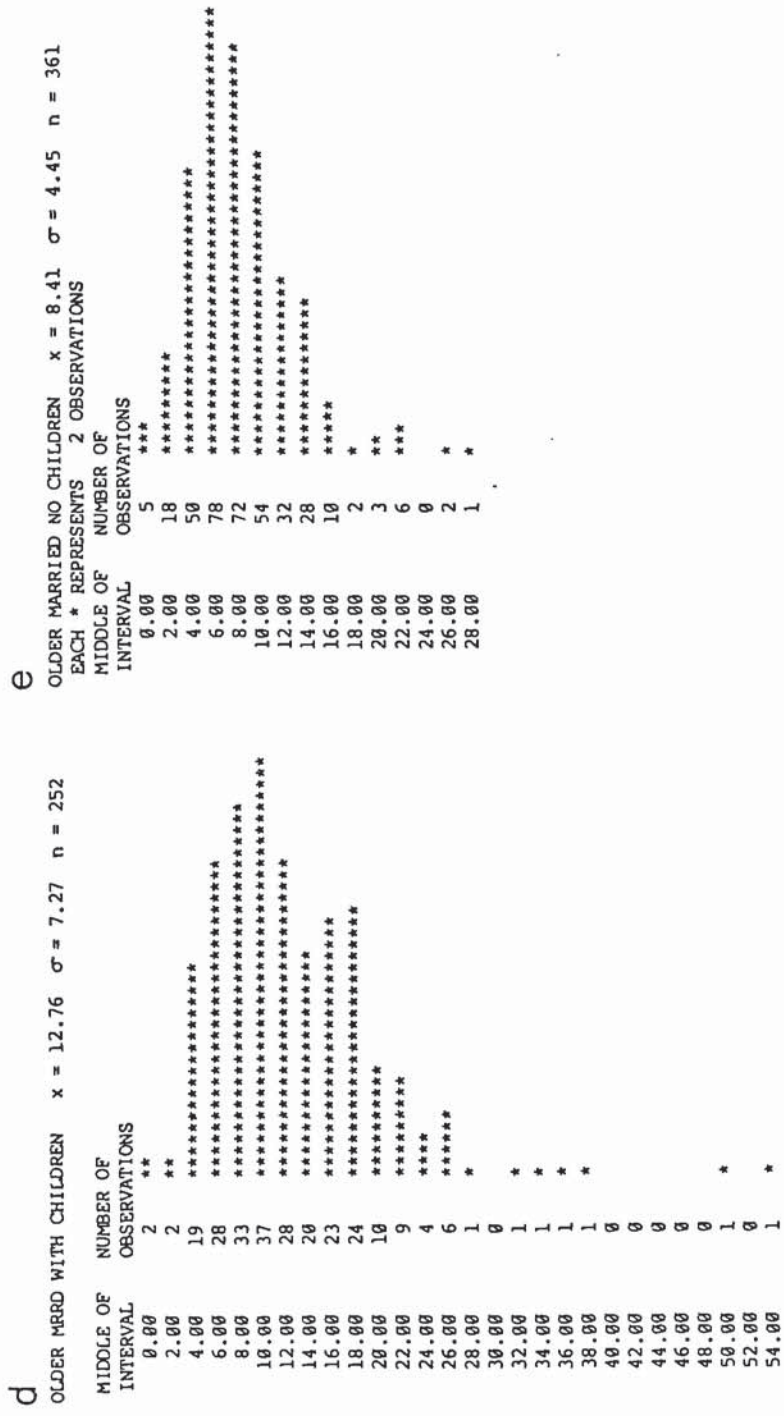 d
OLDER MRRD WITH CHILDREN x = 12.76 σ = 7.27 n = 252
MIDDLE OF NUMBER OF
INTERVAL OBSERVATIONS
0.00 2 **
2.00 2 **
4.00 19 *******************
6.00 28 ****************************
8.00 33 *********************************
10.00 37 *************************************
12.00 28 ****************************
14.00 20 ********************
16.00 23 ***********************
18.00 24 ************************
20.00 10 **********
22.00 9 *********
24.00 4 ****
26.00 6 ******
28.00 1 *
30.00 0
32.00 1 *
34.00 1 *
36.00 1 *
38.00 1 *
40.00 0
42.00 0
44.00 0
46.00 0
48.00 0
50.00 1 *
52.00 0
54.00 1 *
e
OLDER MARRIED NO CHILDREN x = 8.41 σ = 4.45 n = 361
EACH * REPRESENTS 2 OBSERVATIONS
MIDDLE OF NUMBER OF
INTERVAL OBSERVATIONS
0.00 5 ***
2.00 18 *********
4.00 50 *************************
6.00 78 ***************************************
8.00 72 ************************************
10.00 54 ***************************
12.00 32 ****************
14.00 28 **************
16.00 10 *****
18.00 2 *
20.00 3 **
22.00 6 ***
24.00 0
26.00 2 *
28.00 1 *